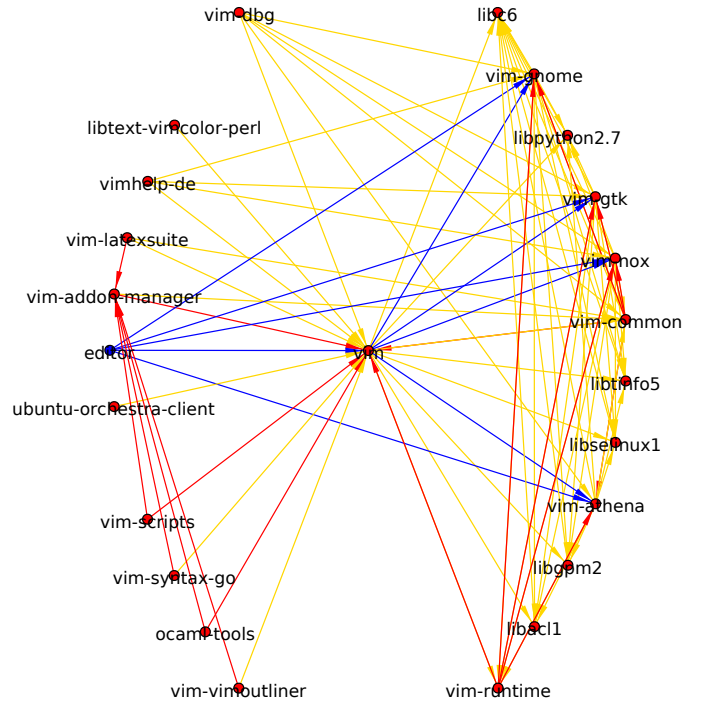 vim-dbg
libc6
vim-gnome
libtext-vimcolor-perl
libpython2.7
vimhelp-de
vim-gtk
vim-latexsuite
vim-nox
vim-addon-manager
vim-common
editor
vim
libtinfo5
ubuntu-orchestra-client
libselinux1
vim-athena
vim-scripts
libgpm2
vim-syntax-go
libacl1
ocaml-tools
vim-vimoutliner
vim-runtime